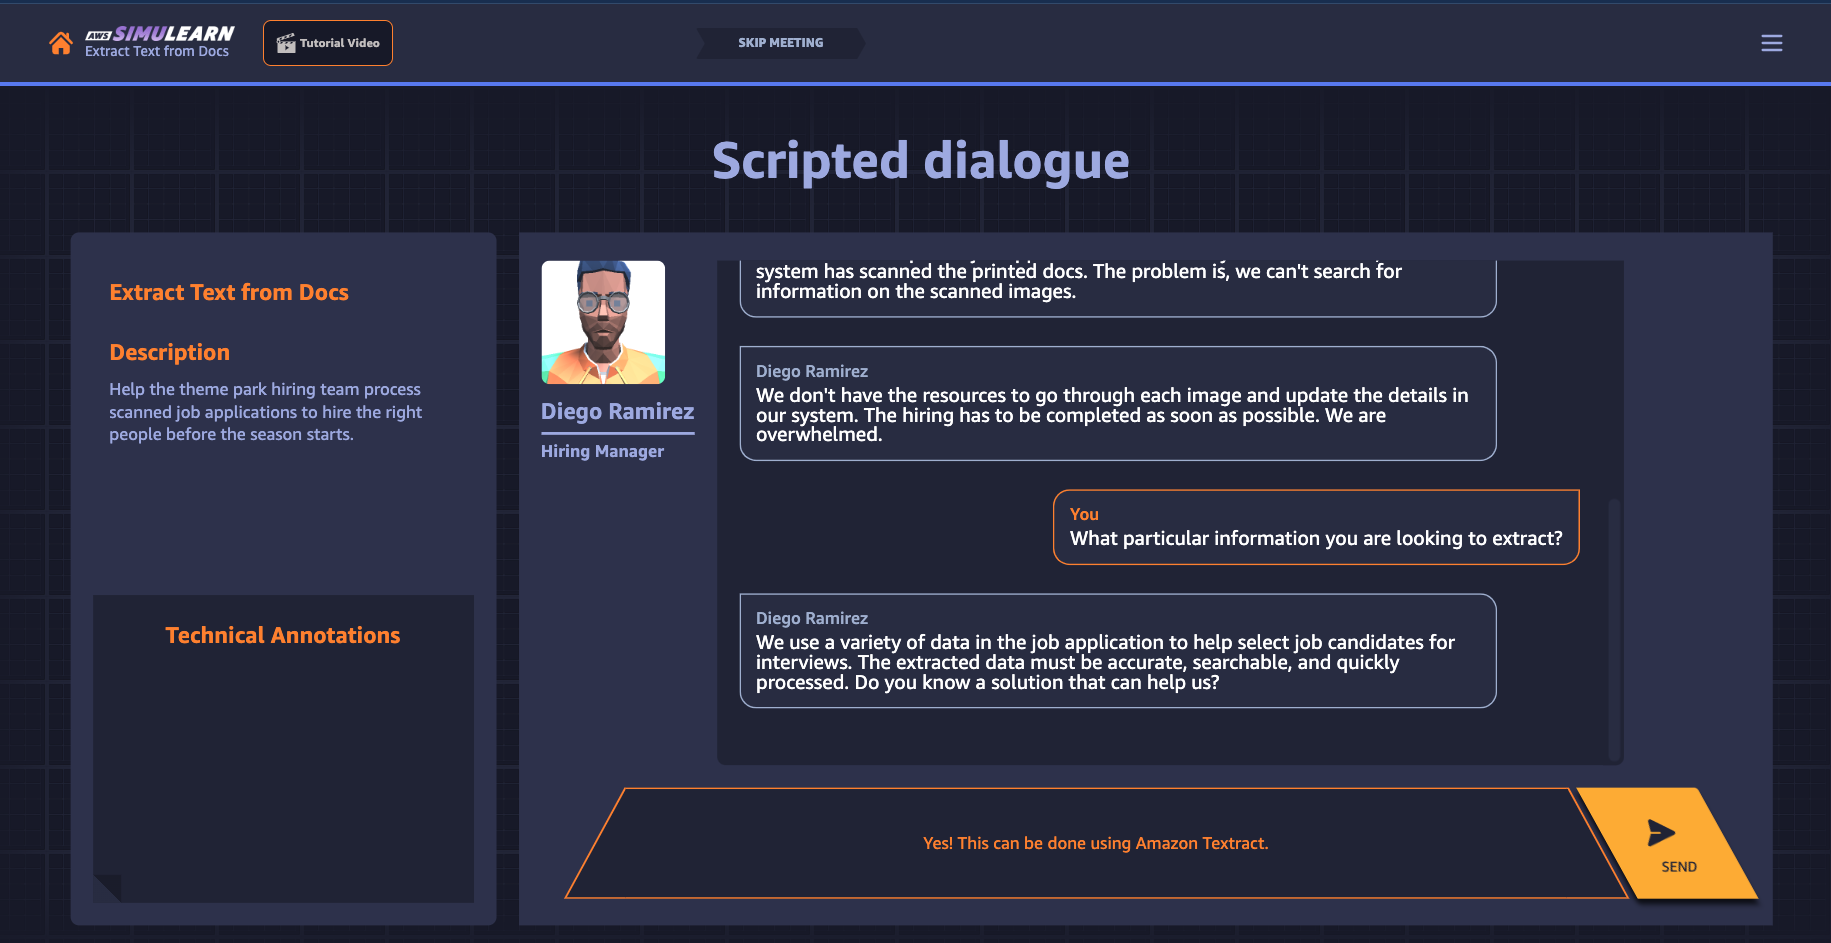 aws SIMULEARN
Extract Text from Docs
Tutorial Video
SKIP MEETING
Scripted dialogue
Extract Text from Docs
Description
Help the theme park hiring team process
scanned job applications to hire the right
people before the season starts.
Technical Annotations
Diego Ramirez
Hiring Manager
system has scanned the printed docs. The problem is, we can't search for
information on the scanned images.
Diego Ramirez
We don't have the resources to go through each image and update the details in
our system. The hiring has to be completed as soon as possible. We are
overwhelmed.
You
What particular information you are looking to extract?
Diego Ramirez
We use a variety of data in the job application to help select job candidates for
interviews. The extracted data must be accurate, searchable, and quickly
processed. Do you know a solution that can help us?
Yes! This can be done using Amazon Textract.
SEND